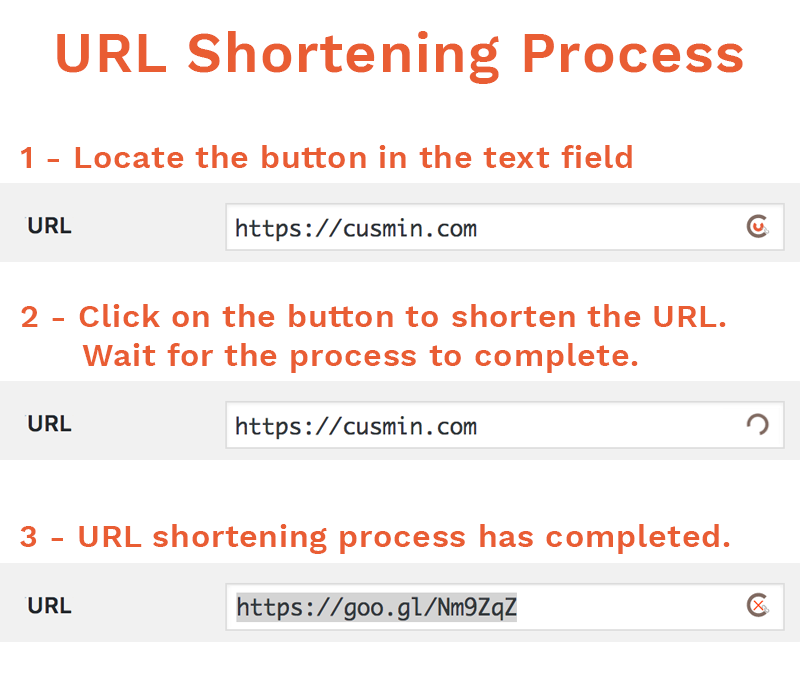 URL Shortening Process
1 - Locate the button in the text field
URL
https://cusmin.com
2 - Click on the button to shorten the URL.
Wait for the process to complete.
URL
https://cusmin.com
3 - URL shortening process has completed.
URL
https://goo.gl/Nm9ZqZ